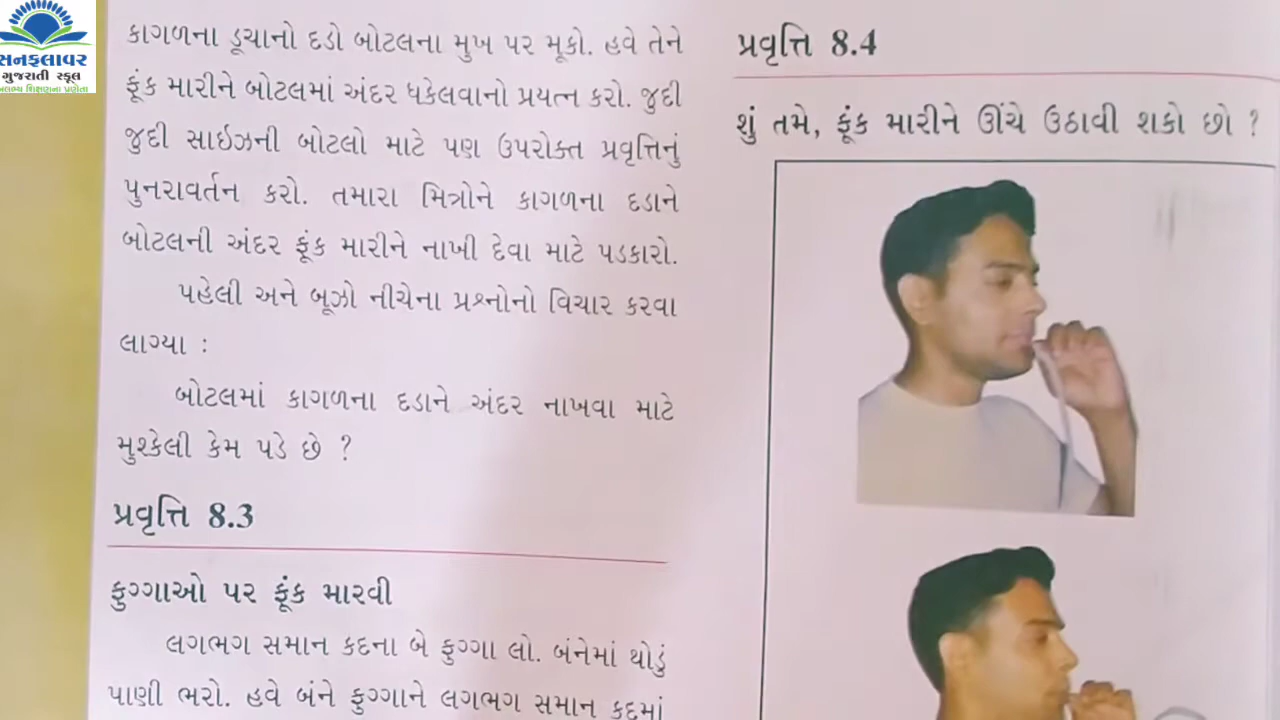 સનફલાવર
ગુજરાતી સ્કૂલ
કાગળના ડૂચાનો દડો બોટલના મુખ પર મૂકો. હવે તેને
ફૂંક મારીને બોટલમાં અંદર ધકેલવાનો પ્રયત્ન કરો. જુદી
જુદી સાઇઝની બોટલો માટે પણ ઉપરોક્ત પ્રવૃત્તિનું
પુનરાવર્તન કરો. તમારા મિત્રોને કાગળના દડાને
બોટલની અંદર ફૂંક મારીને નાખી દેવા માટે પડકારો.
પહેલી અને બૂઝો નીચેના પ્રશ્નોનો વિચાર કરવા
લાગ્યા :
બોટલમાં કાગળના દડાને અંદર નાખવા માટે
મુશ્કેલી કેમ પડે છે ?
પ્રવૃત્તિ 8.3
ફુગ્ગાઓ પર ફૂંક મારવી
લગભગ સમાન કદના બે ફુગ્ગા લો. બંનેમાં થોડું
પાણી ભરો. હવે બંને ફુગ્ગાને લગભગ સમાન કદમાં
પ્રવૃત્તિ 8.4
શું તમે, ફૂંક મારીને ઊંચે ઉઠાવી શકો છો ?